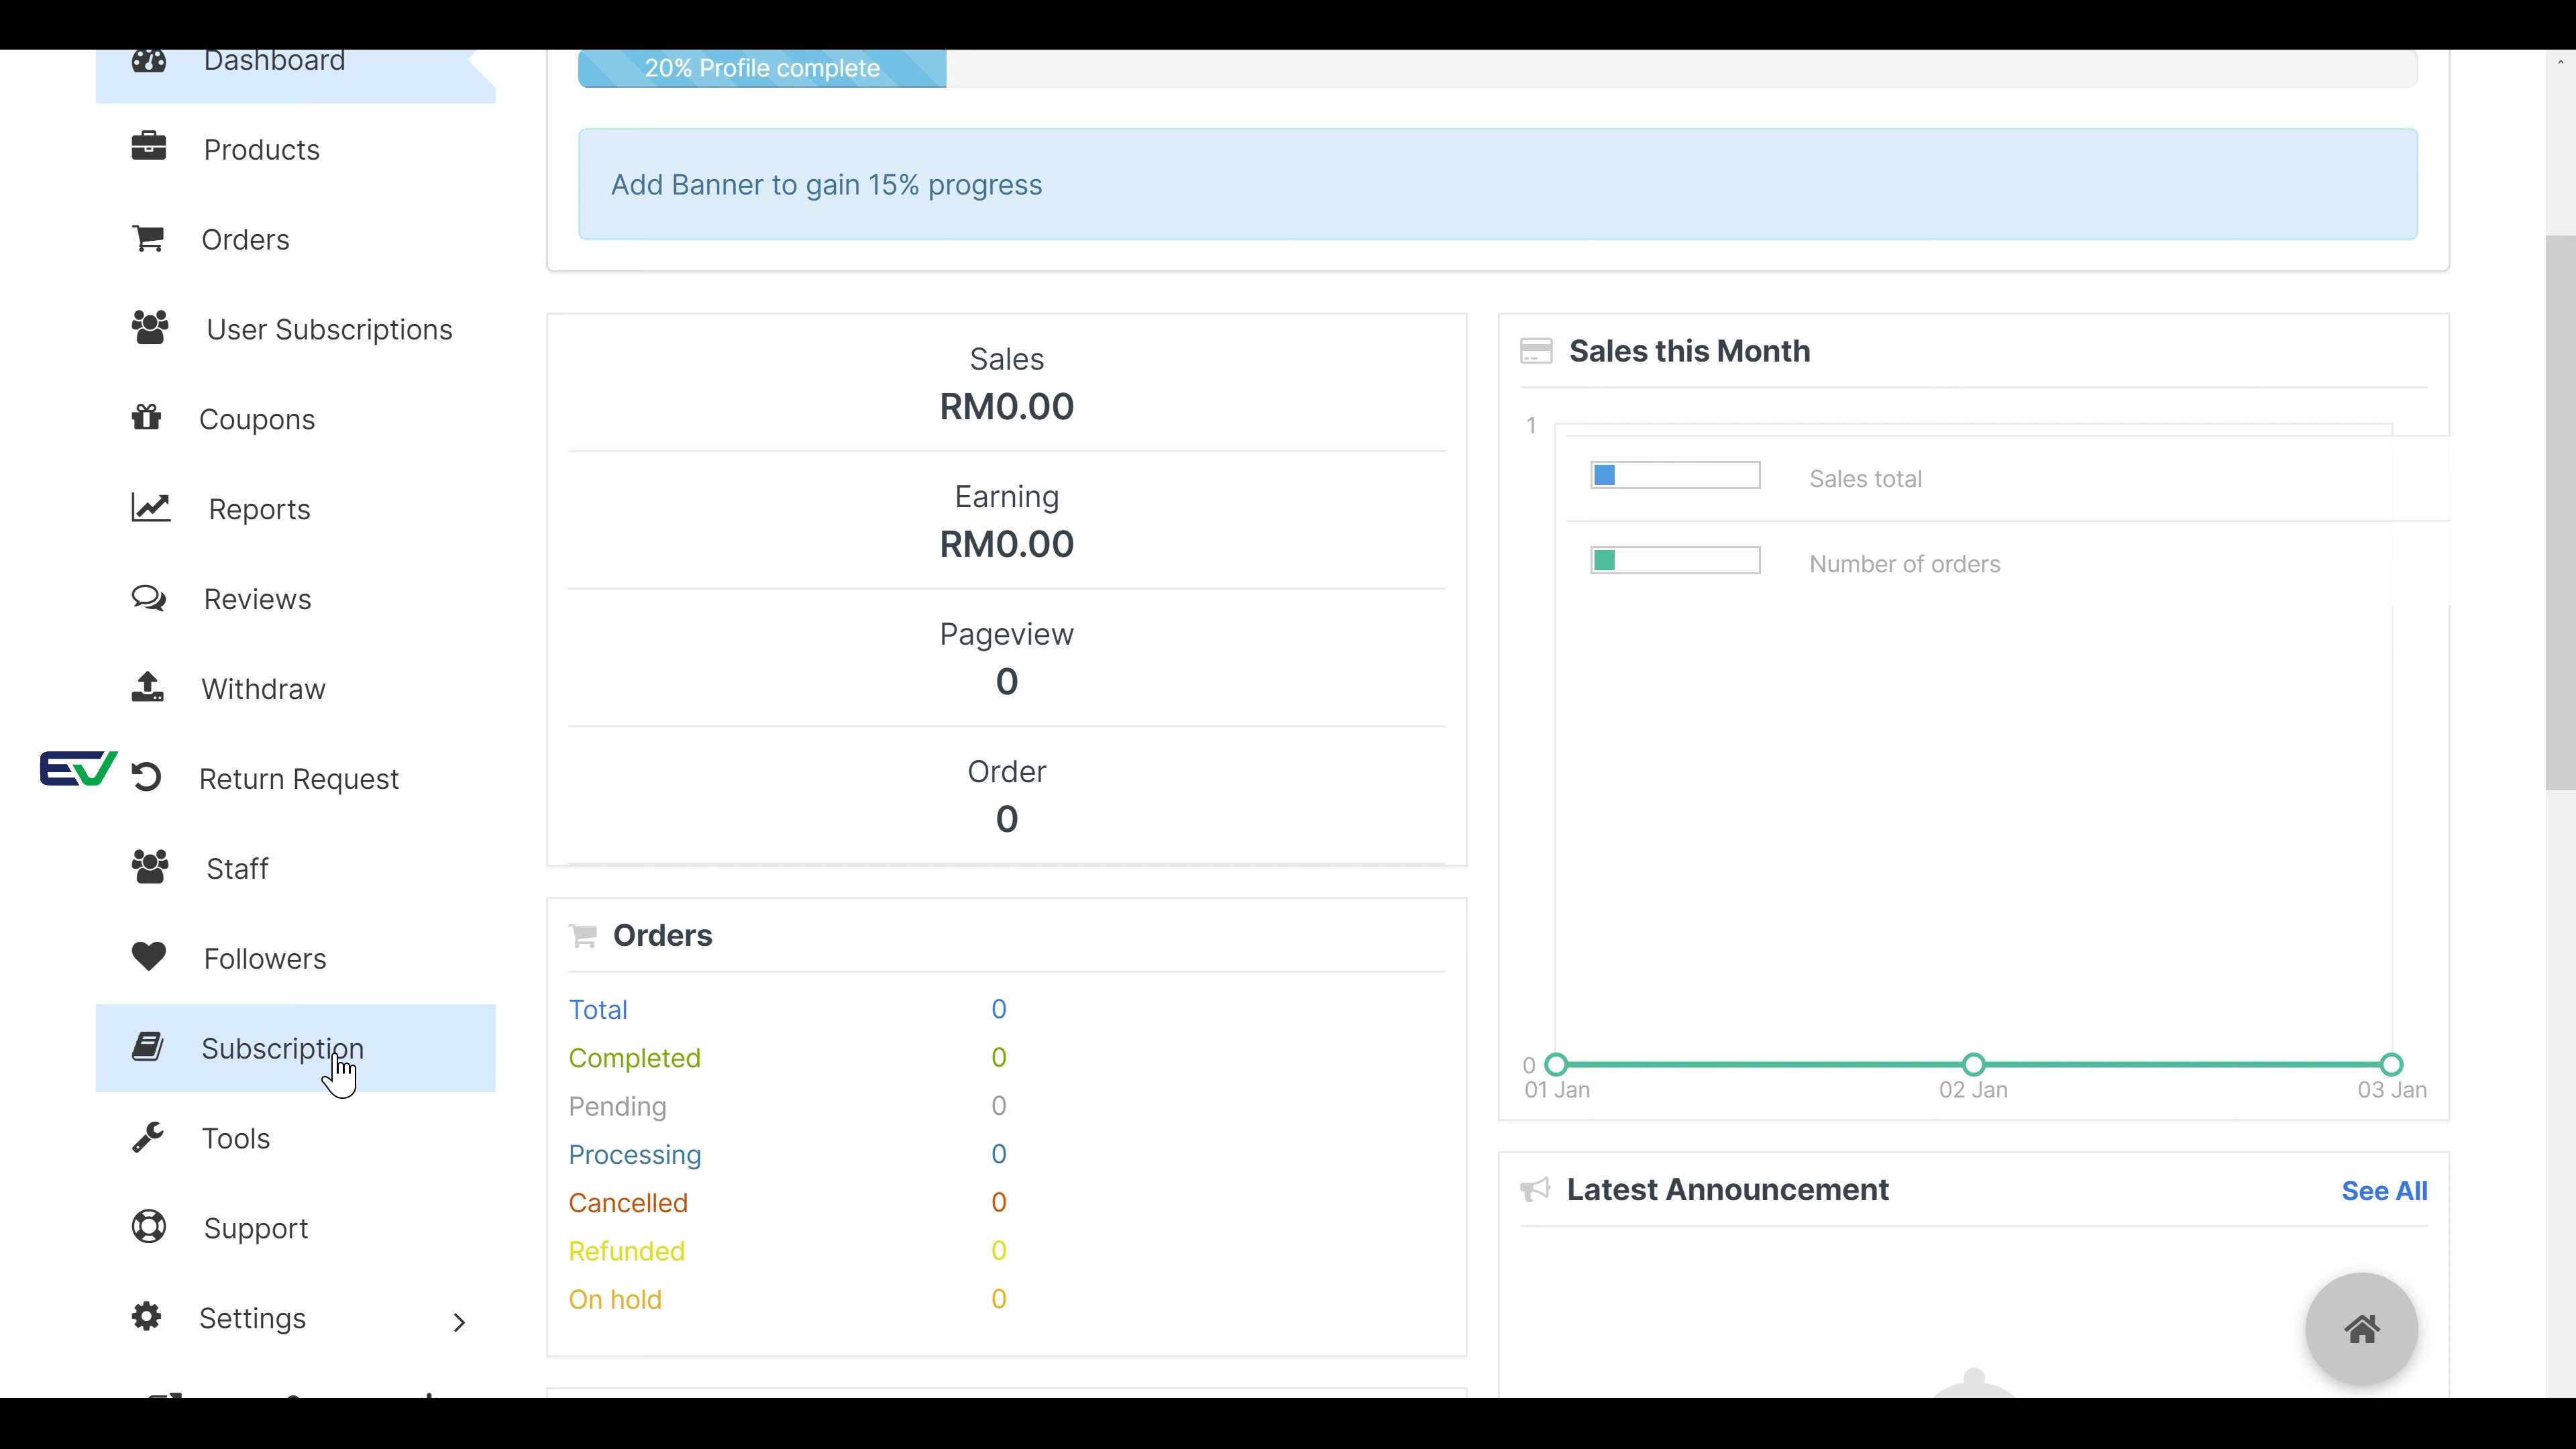 Dashboard
Products
Orders
User Subscriptions
Coupons
Reports
Reviews
Withdraw
EV
Return Request
Staff
Followers
Subscription
Tools
Support
Settings
20% Profile complete
Add Banner to gain 15% progress
Sales
RM0.00
Earning
RM0.00
Pageview
0
Order
0
Orders
Total 0
Completed 0
Pending 0
Processing 0
Cancelled 0
Refunded 0
On hold 0
Sales this Month
1
Sales total
Number of orders
0
01 Jan 02 Jan 03 Jan
Latest Announcement See All